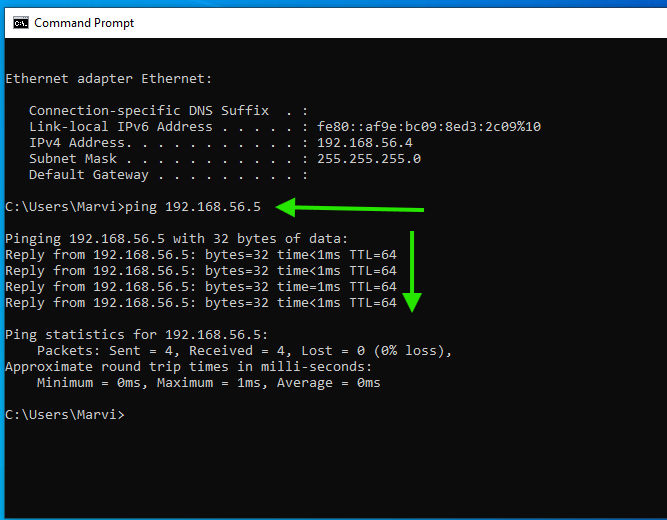 Command Prompt
Ethernet adapter Ethernet:
Connection-specific DNS Suffix  . :
Link-local IPv6 Address . . . . . : fe80::af9e:bc09:8ed3:2c09%10
IPv4 Address. . . . . . . . . . . : 192.168.56.4
Subnet Mask . . . . . . . . . . . : 255.255.255.0
Default Gateway . . . . . . . . . :
C:\Users\Marvi>ping 192.168.56.5
Pinging 192.168.56.5 with 32 bytes of data:
Reply from 192.168.56.5: bytes=32 time<1ms TTL=64
Reply from 192.168.56.5: bytes=32 time<1ms TTL=64
Reply from 192.168.56.5: bytes=32 time=1ms TTL=64
Reply from 192.168.56.5: bytes=32 time<1ms TTL=64
Ping statistics for 192.168.56.5:
Packets: Sent = 4, Received = 4, Lost = 0 (0% loss),
Approximate round trip times in milli-seconds:
Minimum = 0ms, Maximum = 1ms, Average = 0ms
C:\Users\Marvi>